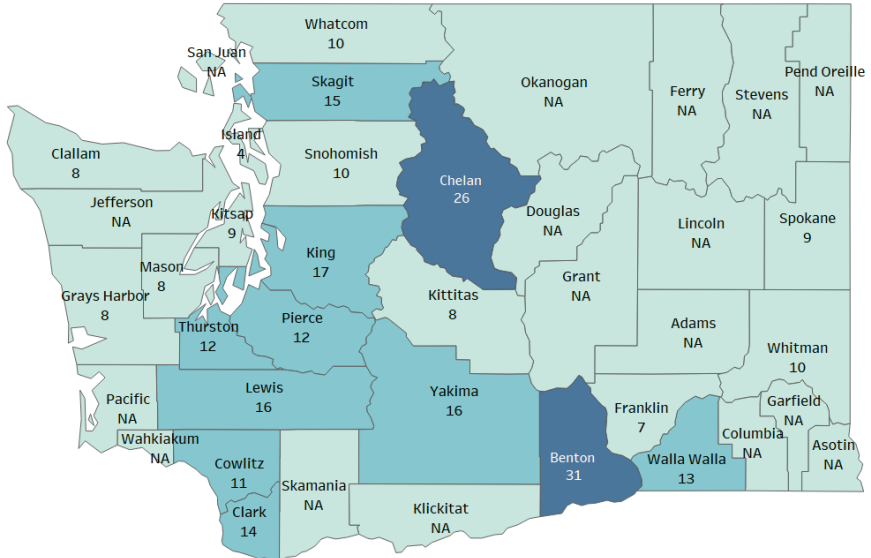 Whatcom
10
San Juan
NA
Skagit
15
Okanogan
NA
Ferry
NA
Stevens
NA
Pend Oreille
NA
Island
4
Clallam
8
Snohomish
10
Chelan
26
Jefferson
NA
Kitsap
9
Douglas
NA
Lincoln
NA
Spokane
9
King
17
Mason
8
Grays Harbor
8
Kittitas
8
Grant
NA
Thurston
12
Pierce
12
Adams
NA
Whitman
10
Lewis
16
Yakima
16
Pacific
NA
Franklin
7
Garfield
NA
Wahkiakum
NA
Columbia
NA
Asotin
NA
Cowlitz
11
Benton
31
Walla Walla
13
Skamania
NA
Clark
14
Klickitat
NA